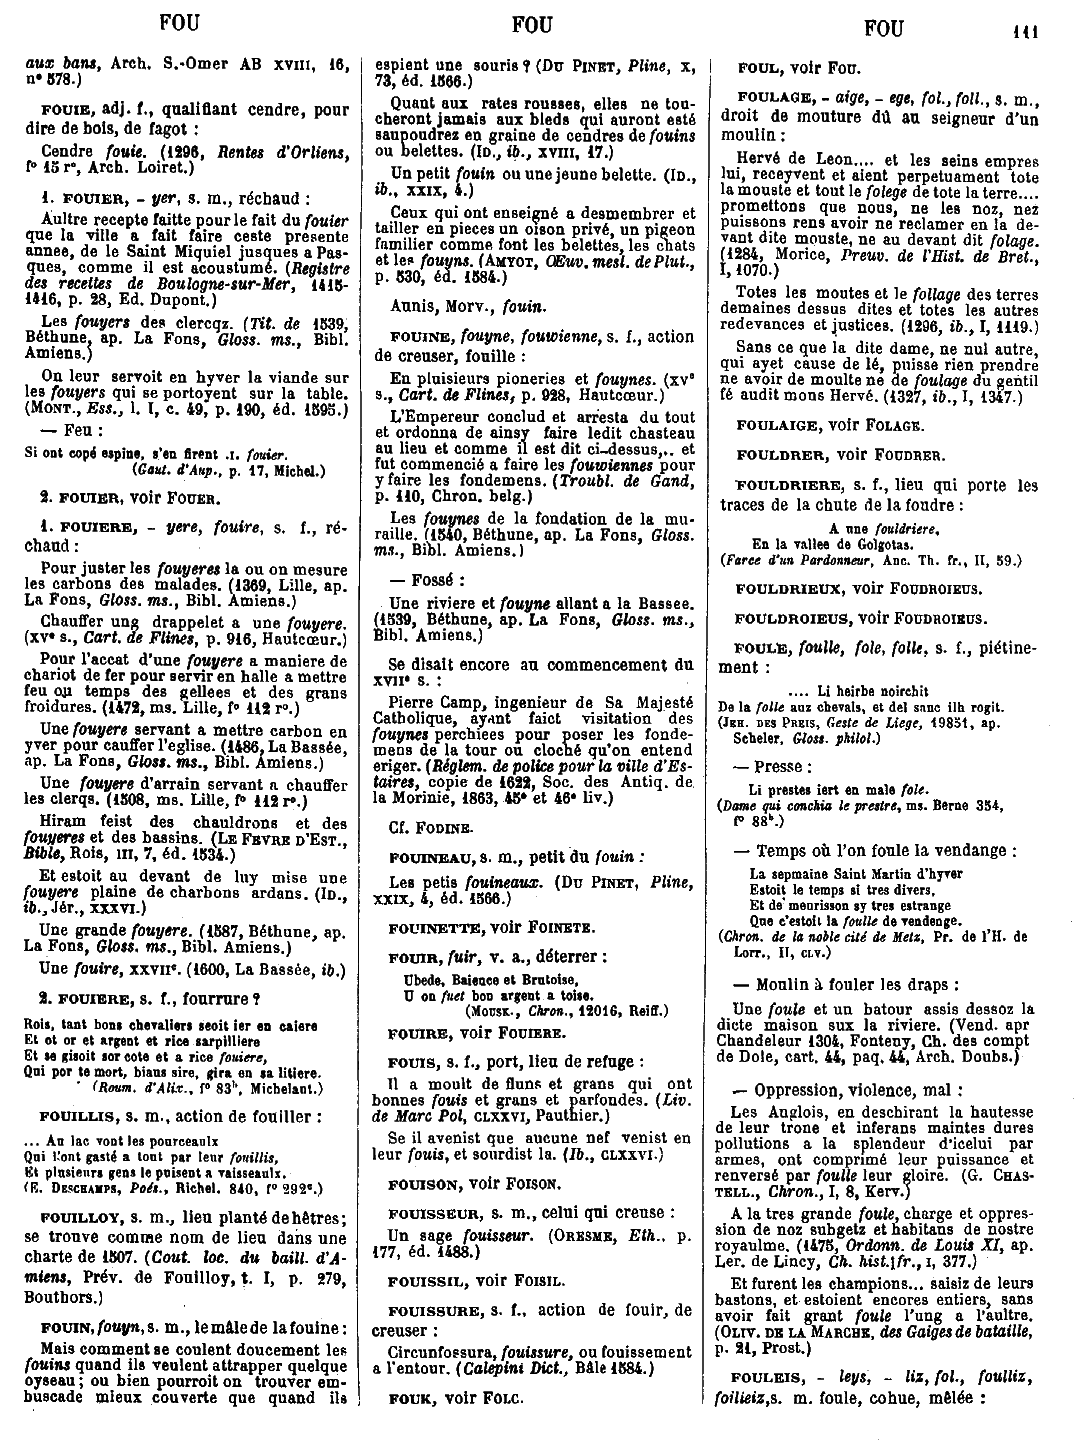 FOU
FOU
FOU
111
aux bans, Arch. S.-Omer AB XVIII, 16,
n° 578.)
FOUIE, adj. f., qualifiant cendre, pour
dire de bois, de fagot :
Cendre fouie. (1296, Rentes d'Orliens,
f° 15 r°, Arch. Loiret.)
1. FOUIER, - yer, s. m., réchaud :
Aultre recepte faitte pour le fait du fouier
que la ville a fait faire ceste presente
annee, de le Saint Miquiel jusques a Pas-
ques, comme il est acoustumé. (Registre
des recettes de Boulogne-sur-Mer, 1415-
1416, p. 28, Ed. Dupont.)
Les fouyers des clercqz. (Tit. de 1539,
Béthune, ap. La Fons, Gloss. ms., Bibl.
Amiens.)
On leur servoit en hyver la viande sur
les fouyers qui se portoyent sur la table.
(MONT., Ess., l. I, c. 49, p. 190, éd. 1595.)
— Feu :
Si ont copé espine, s'en firent .I. fouier.
(Gaut. d'Aup., p. 17, Michel.)
2. FOUIER, voir FOUER.
1. FOUIERE, - yere, fouire, s. f., ré-
chaud :
Pour juster les fouyeres la ou on mesure
les carbons des malades. (1369, Lille, ap.
La Fons, Gloss. ms., Bibl. Amiens.)
Chauffer ung drappelet a une fouyere.
(XV° s., Cart. de Flines, p. 916, Hautcœur.)
Pour l'accat d'une fouyere a maniere de
chariot de fer pour servir en halle a mettre
feu ou temps des gellees et des grans
froidures. (1472, ms. Lille, f° 112 r°.)
Une fouyere servant a mettre carbon en
yver pour cauffer l'eglise. (1486, La Bassée,
ap. La Fons, Gloss. ms., Bibl. Amiens.)
Une fouyere d'arrain servant a chauffer
les clerqs. (1508, ms. Lille, f° 112 r°.)
Hiram feist des chauldrons et des
fouyeres et des bassins. (LE FEVRE D'EST.,
Bible, Rois, III, 7, éd. 1534.)
Et estoit au devant de luy mise une
fouyere plaine de charbons ardans. (ID.,
ib., Jér., XXXVI.)
Une grande fouyere. (1587, Béthune, ap.
La Fons, Gloss. ms., Bibl. Amiens.)
Une fouire, XXVII°. (1600, La Bassée, ib.)
2. FOUIERE, s. f., fourrure ?
Rois, tant bons chevaliers seoit ier en caiere
Et ot or et argent et rice sarpilliere
Et se gisoit sor cote et a rice fouiere,
Qui por te mort, biaus sire, gira en sa litiere.
(Roum. d'Alix., f° 83ᵇ, Michelant.)
FOUILLIS, s. m., action de fouiller :
... Au lac vont les pourceaulx
Qui l'ont gasté a tout par leur fouillis,
Et plusieurs gens le puisent a vaisseaulx.
(E. DESCHAMPS, Poés., Richel. 840, f° 292ᵉ.)
FOUILLOY, s. m., lieu planté de hêtres;
se trouve comme nom de lieu dans une
charte de 1507. (Cout. loc. du baill. d'A-
miens, Prév. de Fouilloy, t. I, p. 279,
Bouthors.)
FOUIN, fouyn, s. m., le mâle de la fouine :
Mais comment se coulent doucement les
fouins quand ils veulent attrapper quelque
oyseau ; ou bien pourroit on trouver em-
buscade mieux couverte que quand ils
espient une souris ? (DU PINET, Pline, X,
73, éd. 1566.)
Quant aux rates rousses, elles ne tou-
cheront jamais aux bleds qui auront esté
saupoudrez en graine de cendres de fouins
ou belettes. (ID., ib., XVIII, 17.)
Un petit fouin ou une jeune belette. (ID.,
ib., XXIX, 4.)
Ceux qui ont enseigné a desmembrer et
tailler en pieces un oison privé, un pigeon
familier comme font les belettes, les chats
et les fouyns. (AMYOT, Œuv. mesl. de Plut.,
p. 530, éd. 1584.)
Aunis, Morv., fouin.
FOUINE, fouyne, fouwienne, s. f., action
de creuser, fouille :
En pluisieurs pioneries et fouynes. (XV°
s., Cart. de Flines, p. 928, Hautcœur.)
L'Empereur conclud et arresta du tout
et ordonna de ainsy faire ledit chasteau
au lieu et comme il est dit ci-dessus,.. et
fut commencié a faire les fouwiennes pour
y faire les fondemens. (Troubl. de Gand,
p. 110, Chron. belg.)
Les fouynes de la fondation de la mu-
raille. (1540, Béthune, ap. La Fons, Gloss.
ms., Bibl. Amiens.)
— Fossé :
Une riviere et fouyne allant a la Bassee.
(1539, Béthune, ap. La Fons, Gloss. ms.,
Bibl. Amiens.)
Se disait encore au commencement du
XVII° s. :
Pierre Camp, ingenieur de Sa Majesté
Catholique, ayant faict visitation des
fouynes perchiees pour poser les fonde-
mens de la tour ou cloché qu'on entend
eriger. (Réglem. de police pour la ville d'Es-
taires, copie de 1622, Soc. des Antiq. de
la Morinie, 1863, 45° et 46° liv.)
Cf. FODINE.
FOUINEAU, s. m., petit du fouin :
Les petis fouineaux. (DU PINET, Pline,
XXIX, 4, éd. 1566.)
FOUINETTE, voir FOINETE.
FOUIR, fuir, v. a., déterrer :
Ubede, Baience et Brutoise,
U on fuet bon argent a toise.
(MOUSK., Chron., 12016, Reiff.)
FOUIRE, voir FOUIERE.
FOUIS, s. f., port, lieu de refuge :
Il a moult de fluns et grans qui ont
bonnes fouis et grans et parfondes. (Liv.
de Marc Pol, CLXXVI, Pauthier.)
Se il avenist que aucune nef venist en
leur fouis, et sourdist la. (Ib., CLXXVI.)
FOUISON, voir FOISON.
FOUISSEUR, s. m., celui qui creuse :
Un sage fouisseur. (ORESME, Eth., p.
177, éd. 1488.)
FOUISSIL, voir FOISIL.
FOUISSURE, s. f., action de fouir, de
creuser :
Circunfossura, fouissure, ou fouissement
a l'entour. (Calepini Dict., Bâle 1584.)
FOUK, voir FOLC.
FOUL, voir FOU.
FOULAGE, - aige, - ege, fol., foll., s. m.,
droit de mouture dû au seigneur d'un
moulin :
Hervé de Leon.... et les seins empres
lui, receyvent et aient perpetuament tote
la mouste et tout le folege de tote la terre....
promettons que nous, ne les noz, nez
puissons rens avoir ne reclamer en la de-
vant dite mouste, ne au devant dit folage.
(1284, Morice, Preuv. de l'Hist. de Bret.,
I, 1070.)
Totes les moutes et le follage des terres
demaines dessus dites et totes les autres
redevances et justices. (1296, ib., I, 1119.)
Sans ce que la dite dame, ne nul autre,
qui ayet cause de lé, puisse rien prendre
ne avoir de moulte ne de foulage du gentil
fé audit mons Hervé. (1327, ib., I, 1347.)
FOULAIGE, voir FOLAGE.
FOULDRER, voir FOUDRER.
FOULDRIERE, s. f., lieu qui porte les
traces de la chute de la foudre :
A une fouldriere,
En la vallee de Golgotas.
(Farce d'un Pardonneur, Anc. Th. fr., II, 59.)
FOULDRIEUX, voir FOUDROIEUS.
FOULDROIEUS, voir FOUDROIEUS.
FOULE, foulle, fole, folle, s. f., piétine-
ment :
.... Li heirbe noirchit
De la folle auz chevals, et del sanc ilh rogit.
(JEH. DES PREIS, Geste de Liege, 19851, ap.
Scheler, Gloss. philol.)
— Presse :
Li prestes iert en male fole.
(Dame qui conchia le prestre, ms. Berne 354,
f° 88ᵇ.)
— Temps où l'on foule la vendange :
La sepmaine Saint Martin d'hyver
Estoit le temps si tres divers,
Et de meurisson sy tres estrange
Que c'estoit la foulle de vendenge.
(Chron. de la noble cité de Metz, Pr. de l'H. de
Lorr., II, CLV.)
— Moulin à fouler les draps :
Une foule et un batour assis dessoz la
dicte maison sux la riviere. (Vend. apr
Chandeleur 1304, Fonteny, Ch. des compt
de Dole, cart. 44, paq. 44, Arch. Doubs.)
— Oppression, violence, mal :
Les Anglois, en deschirant la hautesse
de leur trone et inferans maintes dures
pollutions a la splendeur d'icelui par
armes, ont comprimé leur puissance et
renversé par foulle leur gloire. (G. CHAS-
TELL., Chron., I, 8, Kerv.)
A la tres grande foule, charge et oppres-
sion de noz subgetz et habitans de nostre
royaulme. (1475, Ordonn. de Louis XI, ap.
Ler. de Lincy, Ch. hist. fr., I, 377.)
Et furent les champions... saisiz de leurs
bastons, et estoient encores entiers, sans
avoir fait grant foule l'ung a l'aultre.
(OLIV. DE LA MARCHE, des Gaiges de bataille,
p. 21, Prost.)
FOULEIS, - leys, - liz, fol., foulliz,
foilieiz, s. m. foule, cohue, mêlée :